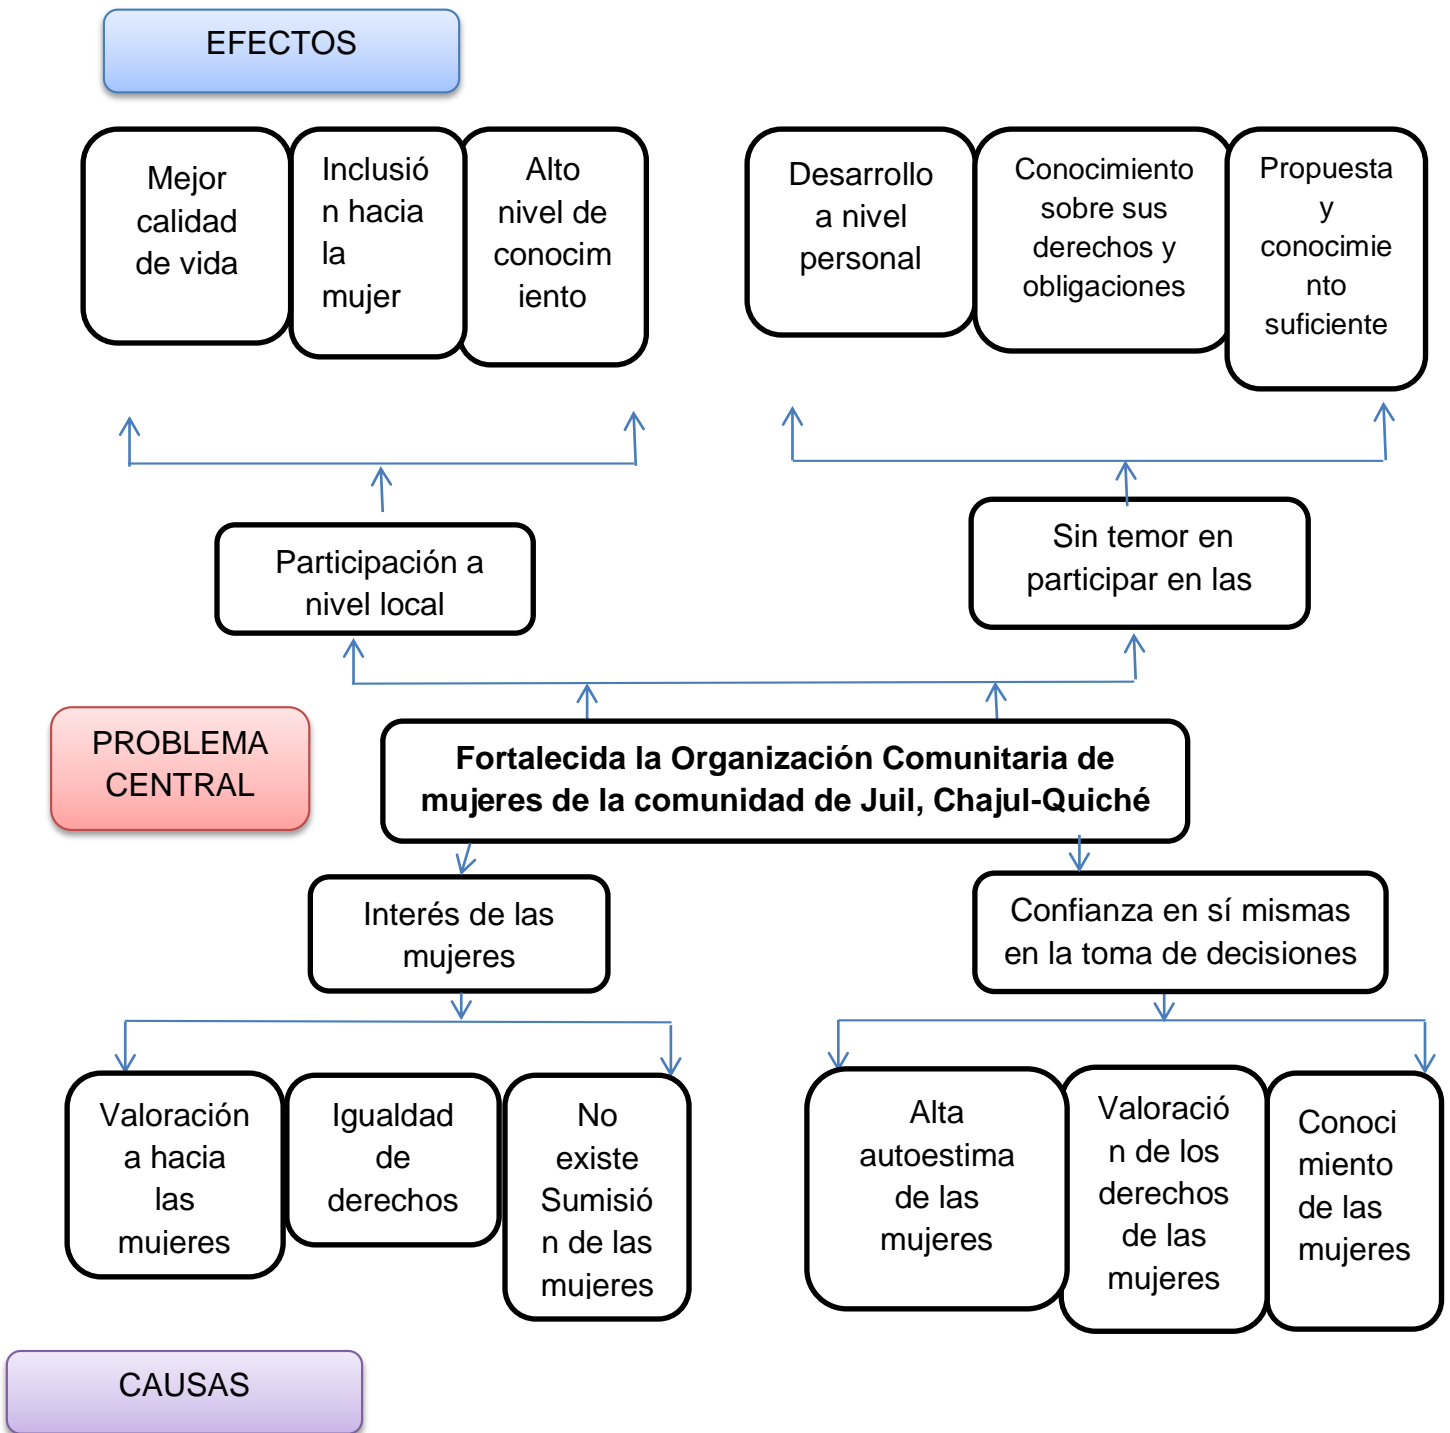 EFECTOS
Mejor
calidad
de vida
Inclusió
n hacia
la
mujer
Alto
nivel de
conocim
iento
Desarrollo
a nivel
personal
Conocimiento
sobre sus
derechos y
obligaciones
Propuesta
y
conocimie
nto
suficiente
Participación a
nivel local
Sin temor en
participar en las
PROBLEMA
CENTRAL
Fortalecida la Organización Comunitaria de
mujeres de la comunidad de Juil, Chajul-Quiché
Interés de las
mujeres
Confianza en sí mismas
en la toma de decisiones
Valoración
a hacia
las
mujeres
Igualdad
de
derechos
No
existe
Sumisió
n de las
mujeres
Alta
autoestima
de las
mujeres
Valoració
n de los
derechos
de las
mujeres
Conoci
miento
de las
mujeres
CAUSAS